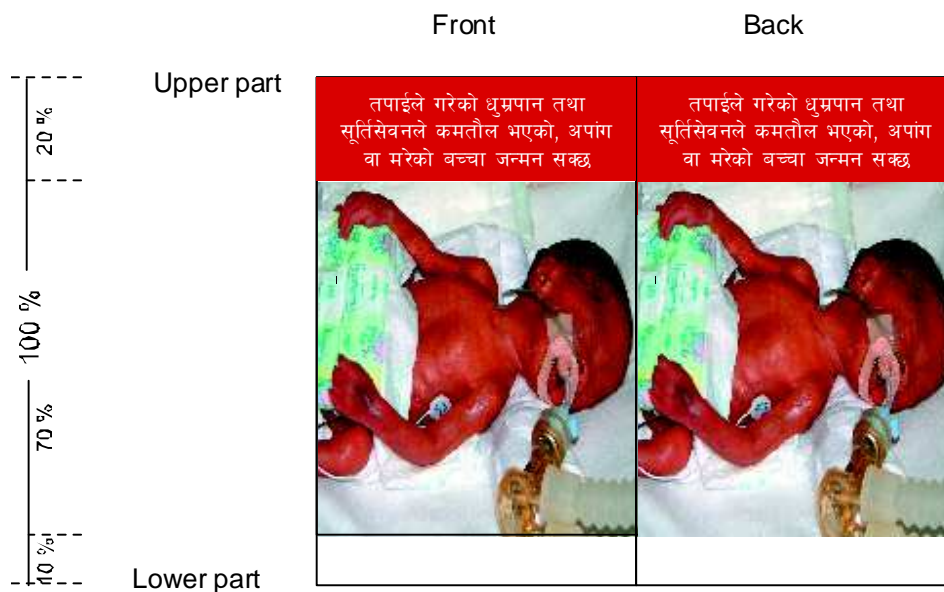 Front Back
Upper part
तपाईले गरेको धुम्रपान तथा
सूर्तिसेवनले कमतौल भएको, अपांग
वा मरेको बच्चा जन्मन सक्छ
तपाईले गरेको धुम्रपान तथा
सूर्तिसेवनले कमतौल भएको, अपांग
वा मरेको बच्चा जन्मन सक्छ
20 %
100 %
70 %
10 %
Lower part